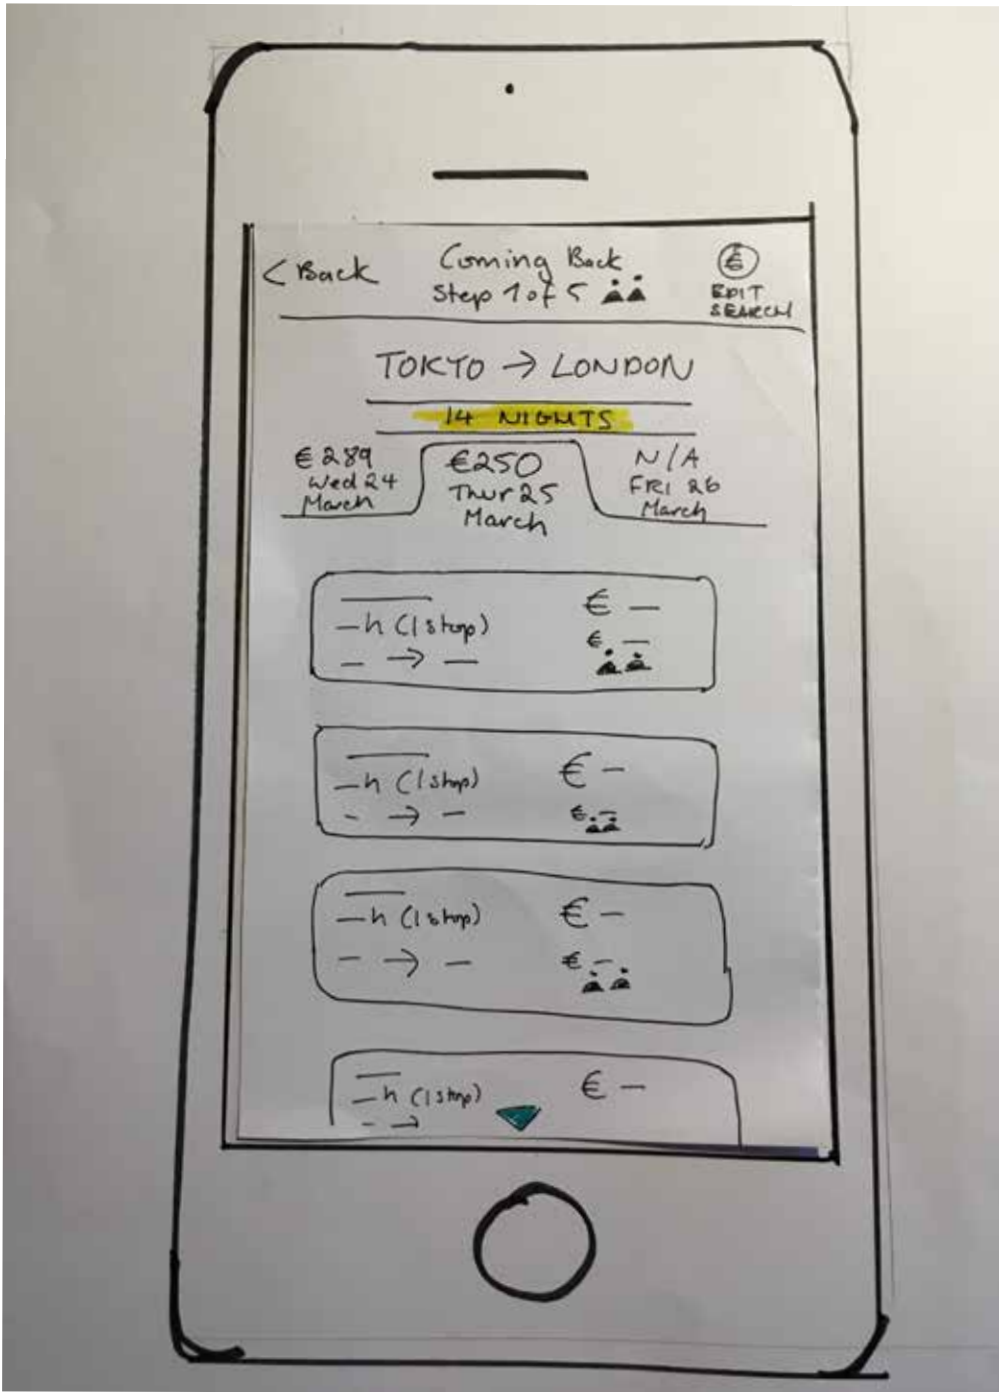 < Back
Coming Back
Step 1 of 5
€
EDIT
SEARCH
TOKYO → LONDON
14 NIGHTS
€289
Wed 24
March
€250
Thur 25
March
N/A
FRI 26
March
—h (1 stop)
— → —
€ —
€ —
—h (1 stop)
- → -
€ -
€ -
—h (1 stop)
- → -
€ -
€ -
—h (1 stop)
- →
€ -